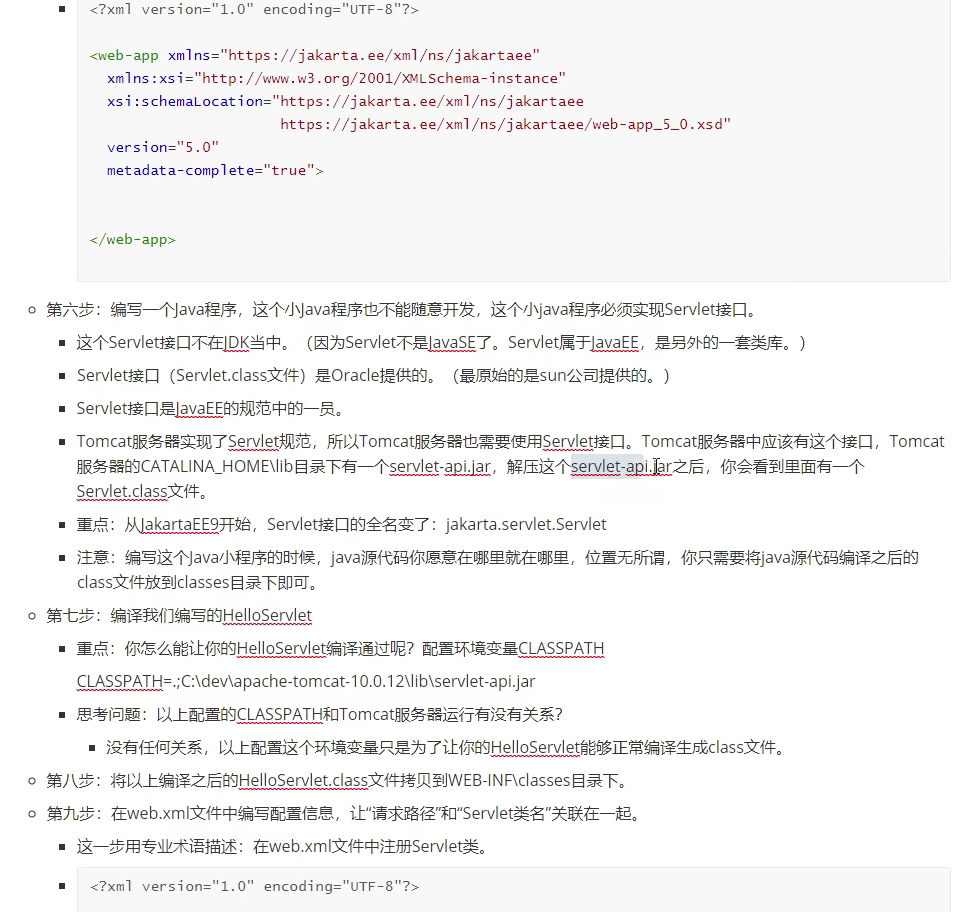 <?xml version="1.0" encoding="UTF-8"?>
<web-app xmlns="https://jakarta.ee/xml/ns/jakartaee"
xmlns:xsi="http://www.w3.org/2001/XMLSchema-instance"
xsi:schemaLocation="https://jakarta.ee/xml/ns/jakartaee
https://jakarta.ee/xml/ns/jakartaee/web-app_5_0.xsd"
version="5.0"
metadata-complete="true">
</web-app>
第六步：编写一个Java程序，这个小Java程序也不能随意开发，这个小java程序必须实现Servlet接口。
这个Servlet接口不在JDK当中。（因为Servlet不是JavaSE了。Servlet属于JavaEE，是另外的一套类库。）
Servlet接口（Servlet.class文件）是Oracle提供的。（最原始的是sun公司提供的。）
Servlet接口是JavaEE的规范中的一员。
Tomcat服务器实现了Servlet规范，所以Tomcat服务器也需要使用Servlet接口。Tomcat服务器中应该有这个接口，Tomcat
服务器的CATALINA_HOME\lib目录下有一个servlet-api.jar，解压这个servlet-api.jar之后，你会看到里面有一个
Servlet.class文件。
重点：从JakartaEE9开始，Servlet接口的全名变了：jakarta.servlet.Servlet
注意：编写这个Java小程序的时候，java源代码你愿意在哪里就在哪里，位置无所谓，你只需要将java源代码编译之后的
class文件放到classes目录下即可。
第七步：编译我们编写的HelloServlet
重点：你怎么能让你的HelloServlet编译通过呢？配置环境变量CLASSPATH
CLASSPATH=.;C:\dev\apache-tomcat-10.0.12\lib\servlet-api.jar
思考问题：以上配置的CLASSPATH和Tomcat服务器运行有没有关系？
没有任何关系，以上配置这个环境变量只是为了让你的HelloServlet能够正常编译生成class文件。
第八步：将以上编译之后的HelloServlet.class文件拷贝到WEB-INF\classes目录下。
第九步：在web.xml文件中编写配置信息，让“请求路径”和“Servlet类名”关联在一起。
这一步用专业术语描述：在web.xml文件中注册Servlet类。
<?xml version="1.0" encoding="UTF-8"?>